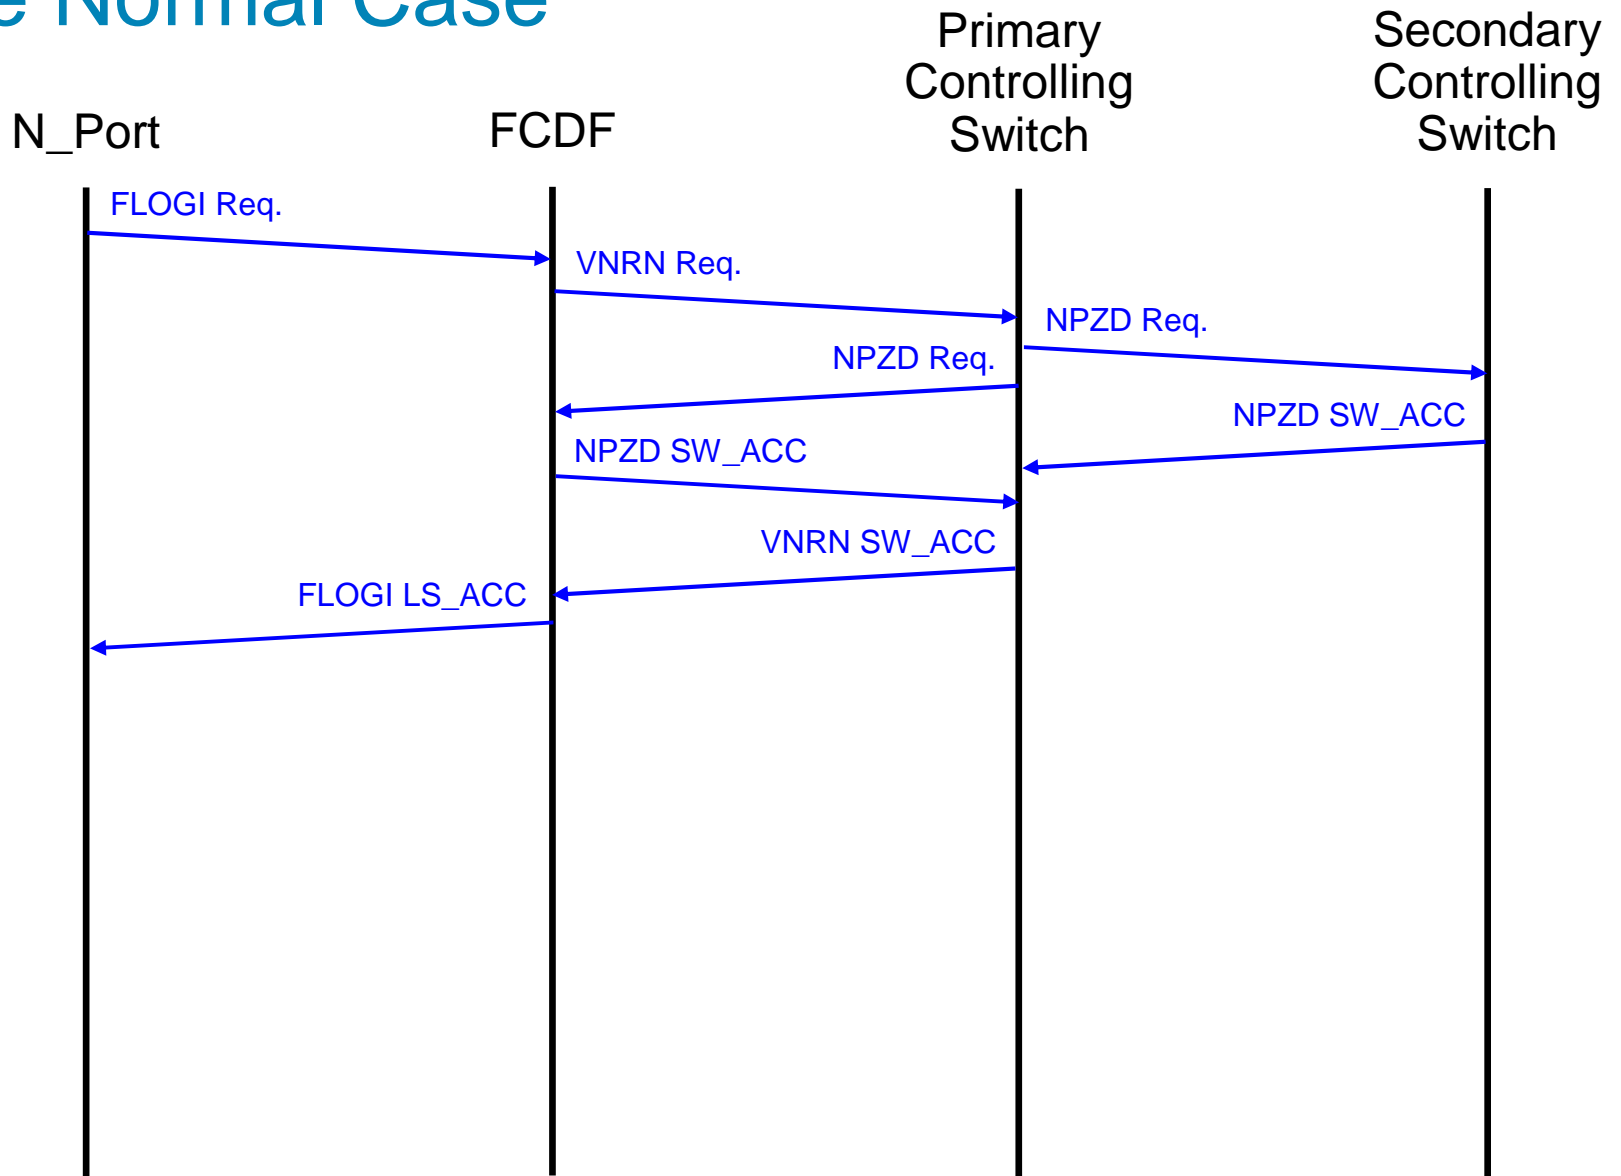 e Normal Case
Primary
Controlling
Switch
Secondary
Controlling
Switch
N_Port
FCDF
FLOGI Req.
VNRN Req.
NPZD Req.
NPZD Req.
NPZD SW_ACC
NPZD SW_ACC
VNRN SW_ACC
FLOGI LS_ACC